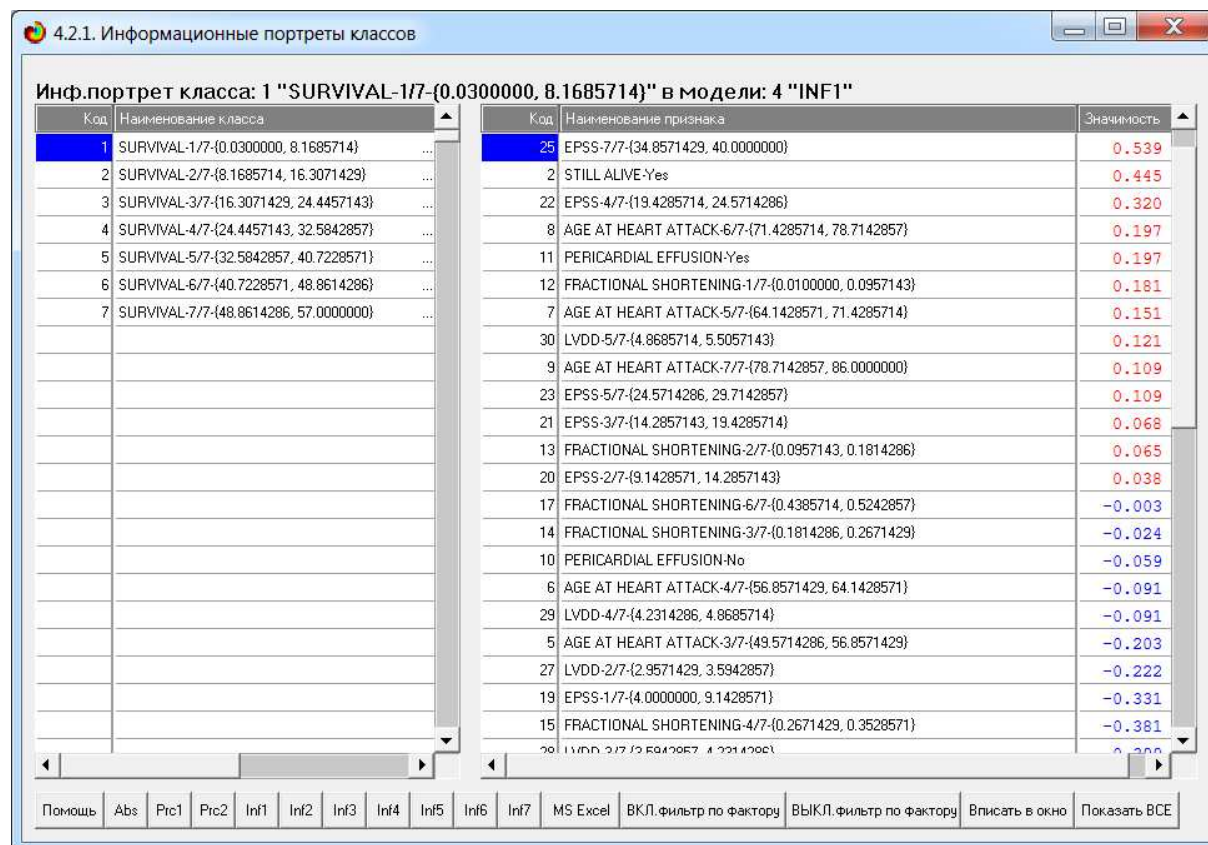 4.2.1. Информационные портреты классов
Инф.портрет класса: 1 "SURVIVAL-1/7-{0.0300000, 8.1685714}" в модели: 4 "INF1"
Код Наименование класса
1 SURVIVAL-1/7-{0.0300000, 8.1685714} ...
2 SURVIVAL-2/7-{8.1685714, 16.3071429} ...
3 SURVIVAL-3/7-{16.3071429, 24.4457143} ...
4 SURVIVAL-4/7-{24.4457143, 32.5842857} ...
5 SURVIVAL-5/7-{32.5842857, 40.7228571} ...
6 SURVIVAL-6/7-{40.7228571, 48.8614286} ...
7 SURVIVAL-7/7-{48.8614286, 57.0000000} ...
Код Наименование признака Значимость
25 EPSS-7/7-{34.8571429, 40.0000000} 0.539
2 STILL ALIVE-Yes 0.445
22 EPSS-4/7-{19.4285714, 24.5714286} 0.320
8 AGE AT HEART ATTACK-6/7-{71.4285714, 78.7142857} 0.197
11 PERICARDIAL EFFUSION-Yes 0.197
12 FRACTIONAL SHORTENING-1/7-{0.0100000, 0.0957143} 0.181
7 AGE AT HEART ATTACK-5/7-{64.1428571, 71.4285714} 0.151
30 LVDD-5/7-{4.8685714, 5.5057143} 0.121
9 AGE AT HEART ATTACK-7/7-{78.7142857, 86.0000000} 0.109
23 EPSS-5/7-{24.5714286, 29.7142857} 0.109
21 EPSS-3/7-{14.2857143, 19.4285714} 0.068
13 FRACTIONAL SHORTENING-2/7-{0.0957143, 0.1814286} 0.065
20 EPSS-2/7-{9.1428571, 14.2857143} 0.038
17 FRACTIONAL SHORTENING-6/7-{0.4385714, 0.5242857} -0.003
14 FRACTIONAL SHORTENING-3/7-{0.1814286, 0.2671429} -0.024
10 PERICARDIAL EFFUSION-No -0.059
6 AGE AT HEART ATTACK-4/7-{56.8571429, 64.1428571} -0.091
29 LVDD-4/7-{4.2314286, 4.8685714} -0.091
5 AGE AT HEART ATTACK-3/7-{49.5714286, 56.8571429} -0.203
27 LVDD-2/7-{2.9571429, 3.5942857} -0.222
19 EPSS-1/7-{4.0000000, 9.1428571} -0.331
15 FRACTIONAL SHORTENING-4/7-{0.2671429, 0.3528571} -0.381
28 LVDD-3/7-{3.5942857, 4.2314286}
Помощь Abs Prc1 Prc2 Inf1 Inf2 Inf3 Inf4 Inf5 Inf6 Inf7 MS Excel ВКЛ.фильтр по фактору ВЫКЛ.фильтр по фактору Вписать в окно Показать ВСЕ